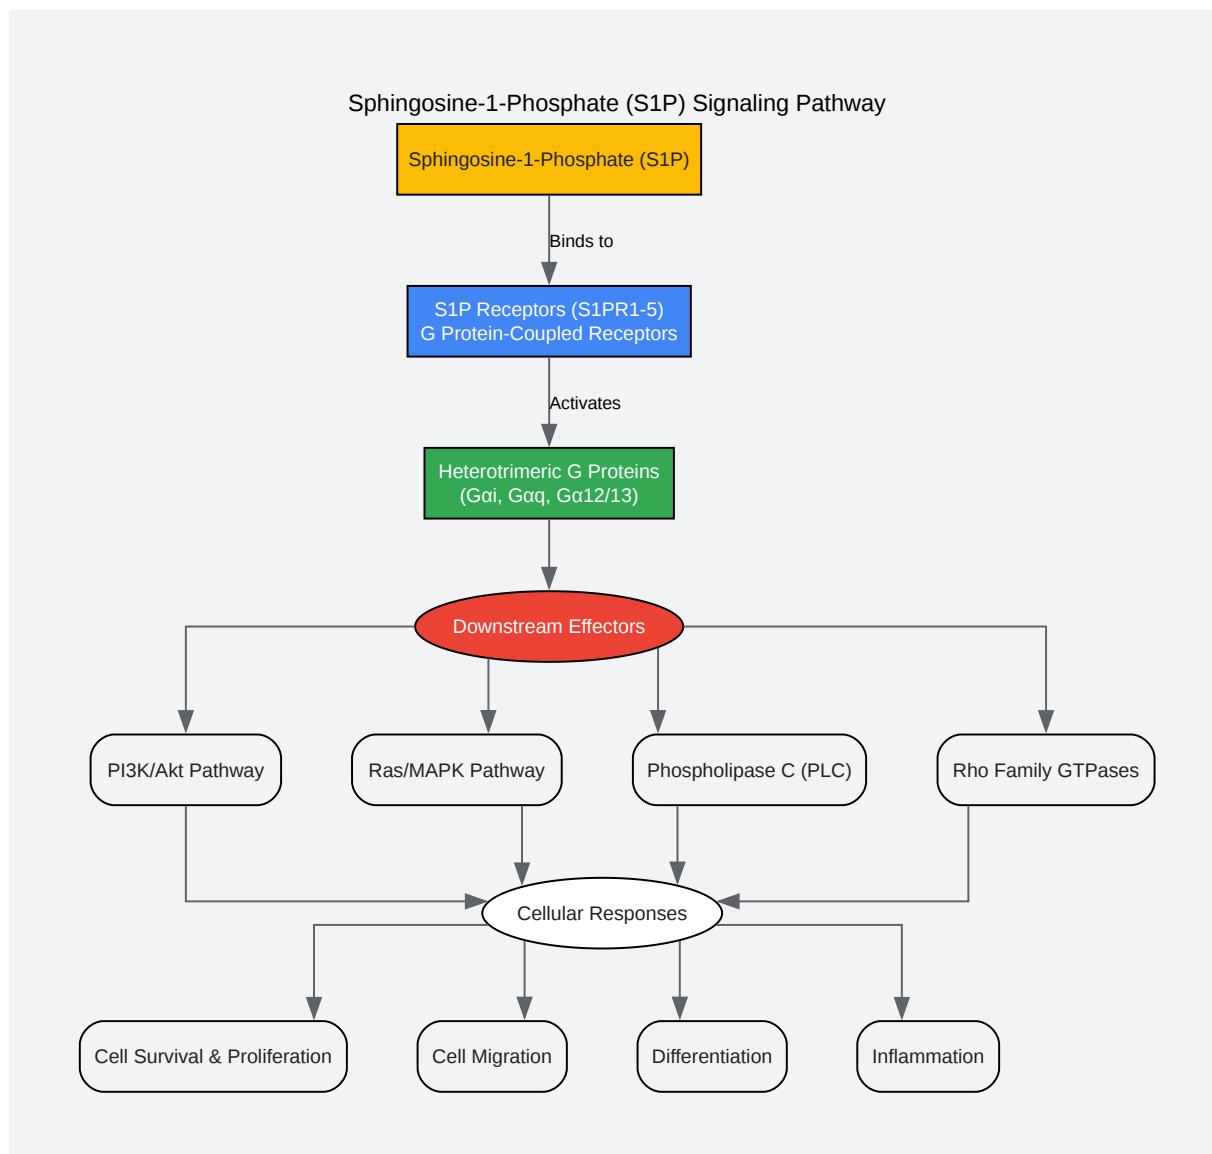 Sphingosine-1-Phosphate (S1P) Signaling Pathway
Sphingosine-1-Phosphate (S1P)
Binds to
S1P Receptors (S1PR1-5)
G Protein-Coupled Receptors
Activates
Heterotrimeric G Proteins
(Gαi, Gαq, Gα12/13)
Downstream Effectors
PI3K/Akt Pathway
Ras/MAPK Pathway
Phospholipase C (PLC)
Rho Family GTPases
Cellular Responses
Cell Survival & Proliferation
Cell Migration
Differentiation
Inflammation